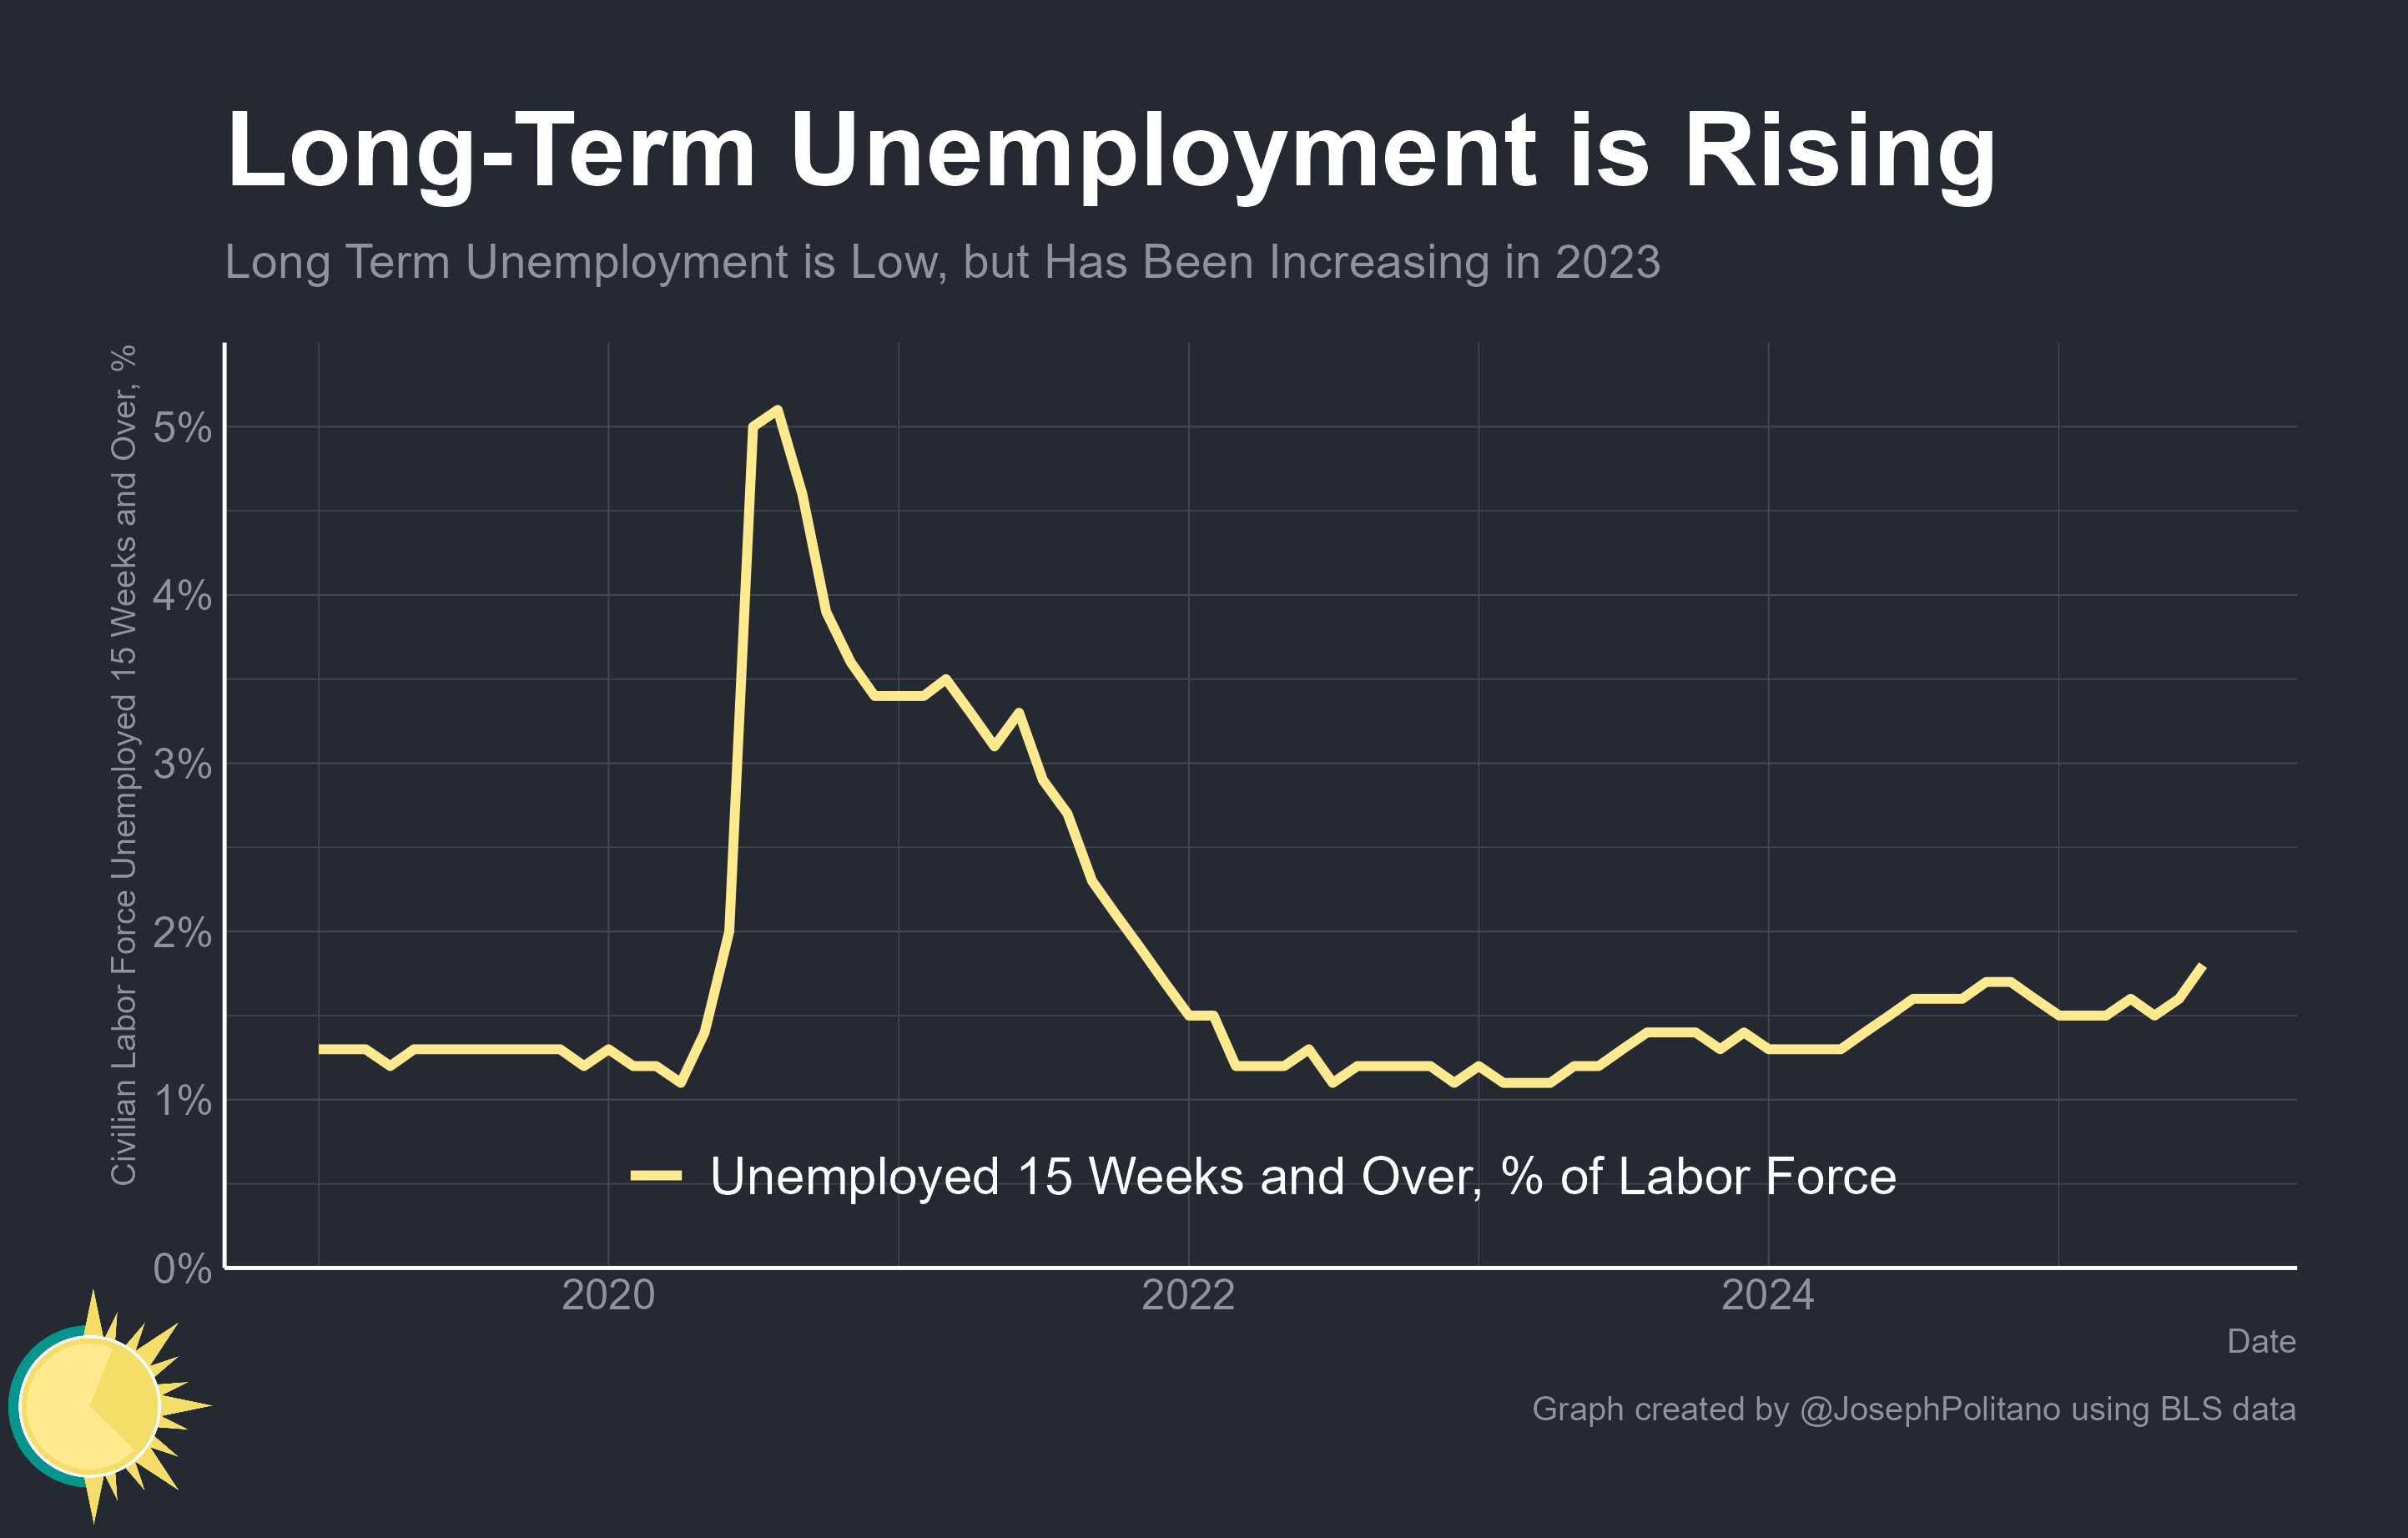 Long-Term Unemployment is Rising
Long Term Unemployment is Low, but Has Been Increasing in 2023
Civilian Labor Force Unemployed 15 Weeks and Over, %
5%
4%
3%
2%
1%
0%
Unemployed 15 Weeks and Over, % of Labor Force
2020 2022 2024
Date
Graph created by @JosephPolitano using BLS data